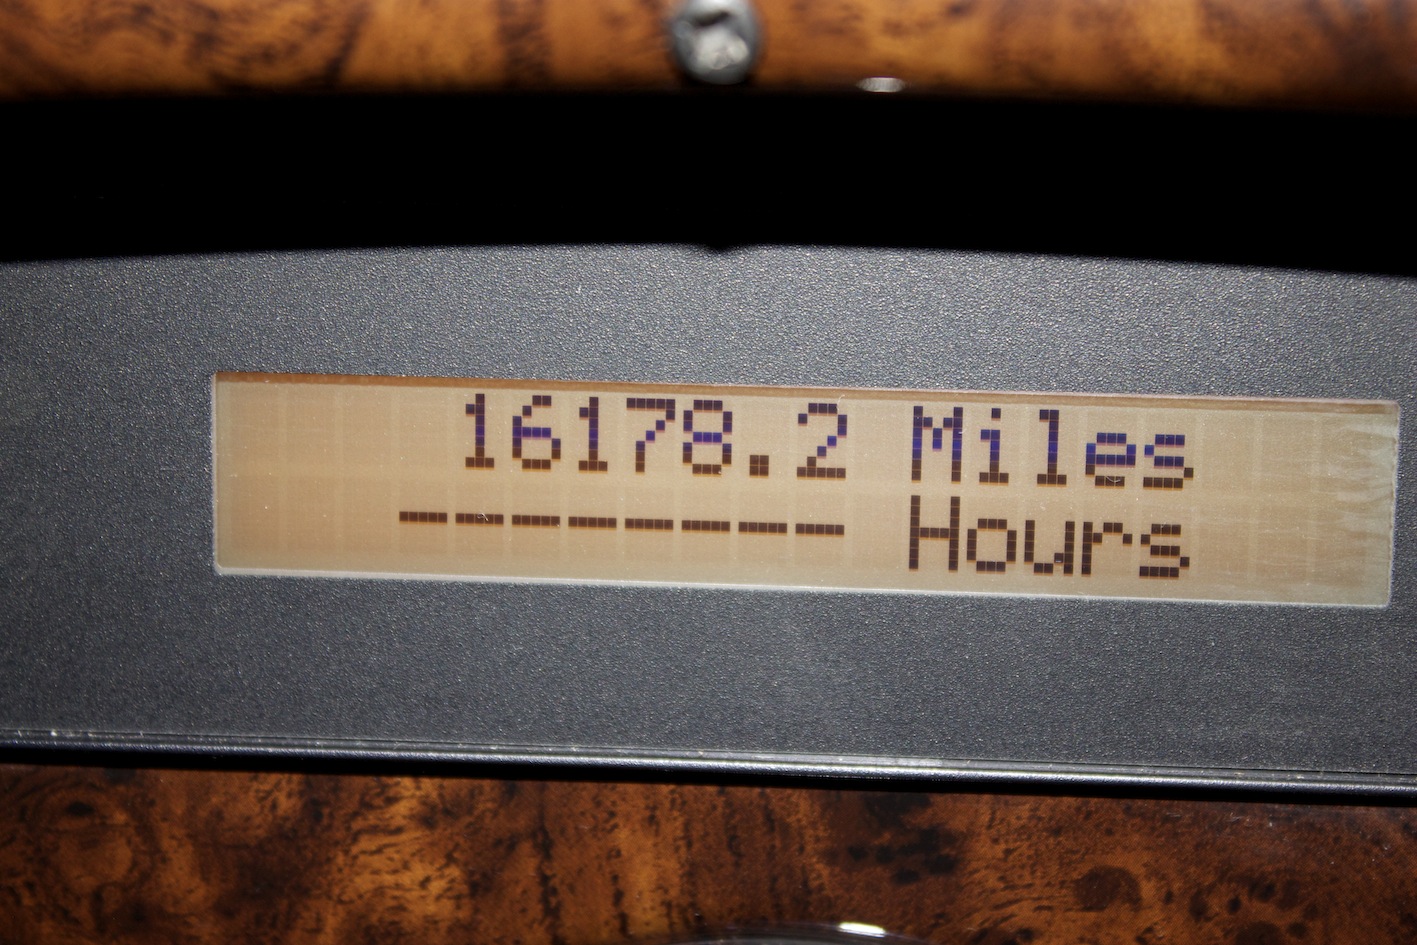 16178.2 Miles
-------- Hours